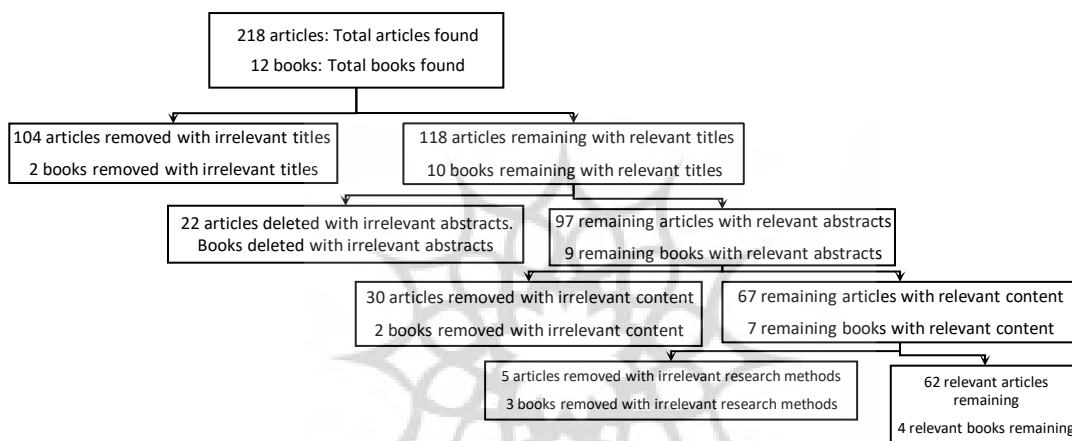 218 articles: Total articles found
12 books: Total books found
104 articles removed with irrelevant titles
2 books removed with irrelevant titles
118 articles remaining with relevant titles
10 books remaining with relevant titles
22 articles deleted with irrelevant abstracts.
Books deleted with irrelevant abstracts
97 remaining articles with relevant abstracts
9 remaining books with relevant abstracts
30 articles removed with irrelevant content
2 books removed with irrelevant content
67 remaining articles with relevant content
7 remaining books with relevant content
5 articles removed with irrelevant research methods
3 books removed with irrelevant research methods
62 relevant articles
remaining
4 relevant books remaining